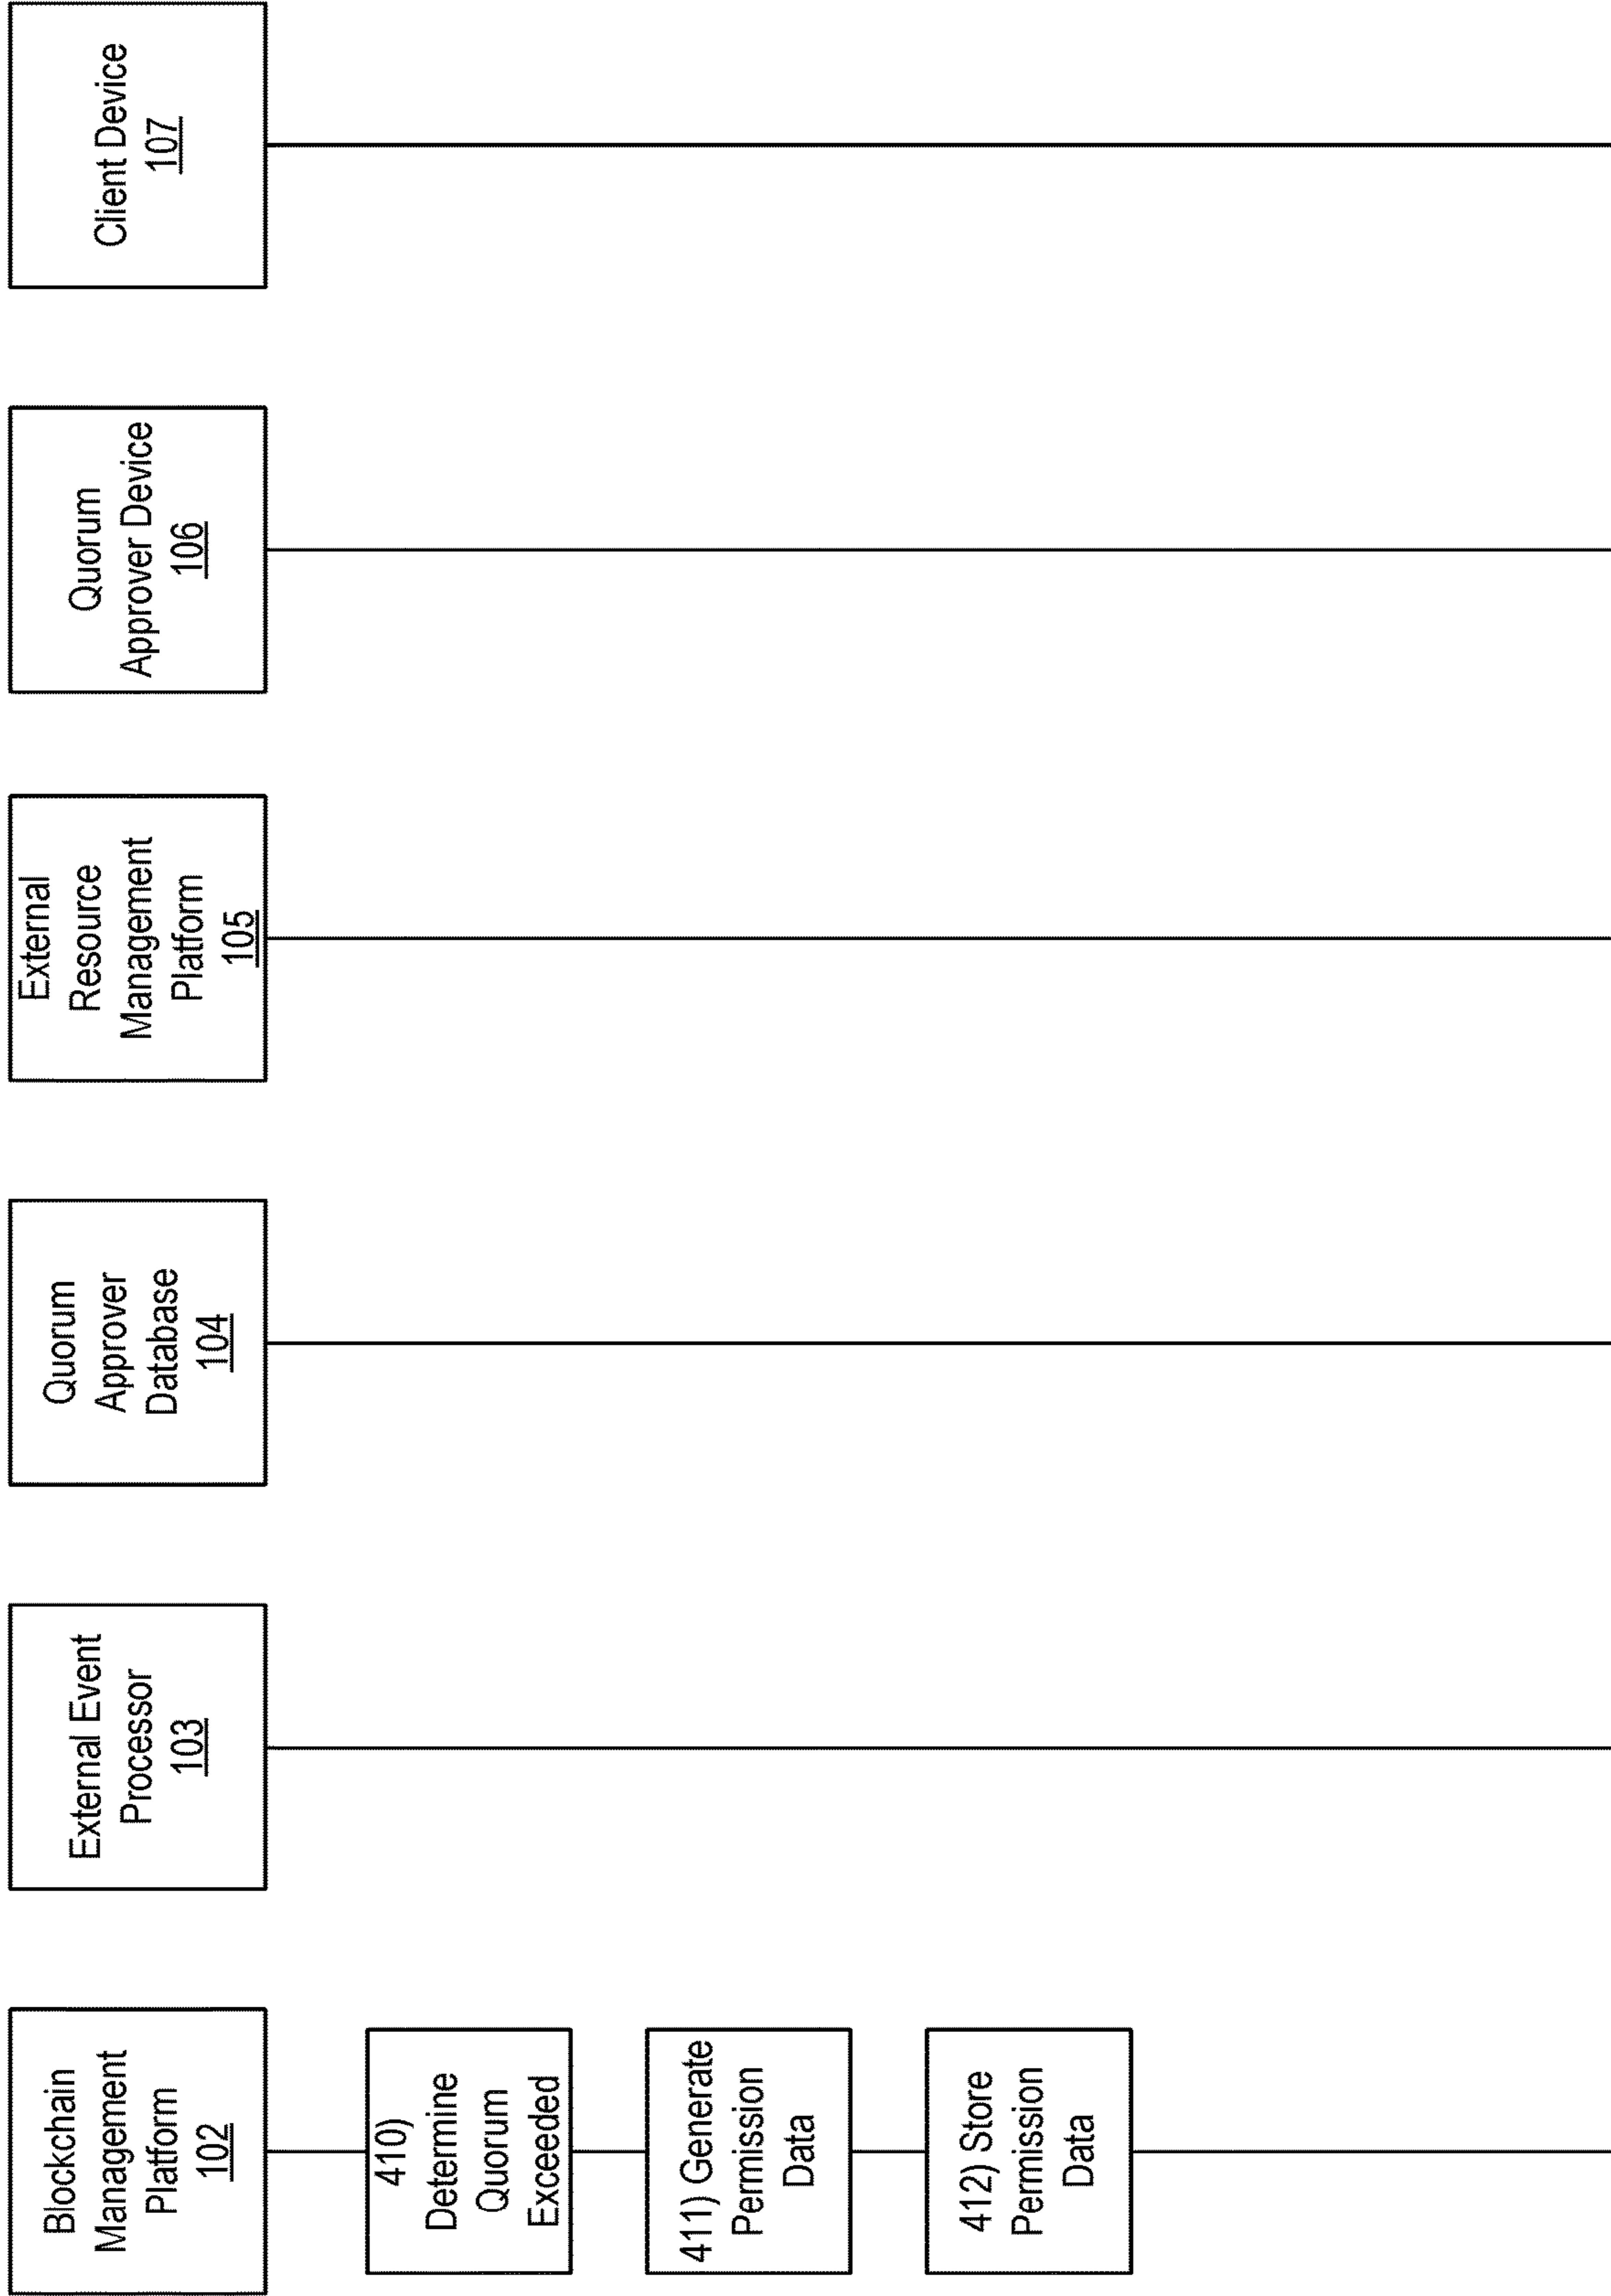 Blockchain
Management
Platform
102
External Event
Processor
103
Quorum
Approver
Database
104
External
Resource
Management
Platform
105
Quorum
Approver Device
106
Client Device
107
410)
Determine
Quorum
Exceeded
411) Generate
Permission
Data
412) Store
Permission
Data